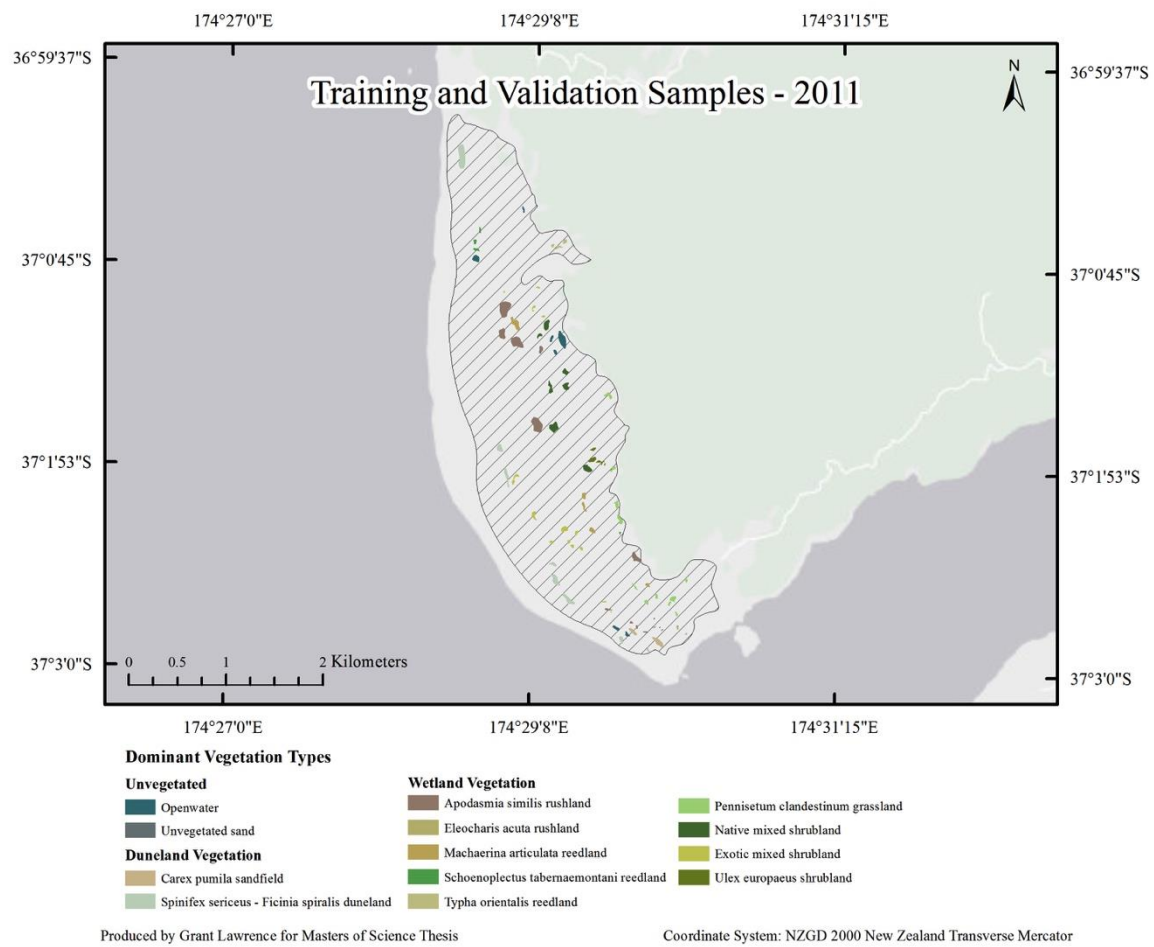 174°27'0"E 174°29'8"E 174°31'15"E
36°59'37"S 36°59'37"S
N
Training and Validation Samples - 2011
37°0'45"S 37°0'45"S
37°1'53"S 37°1'53"S
0 0.5 1 2 Kilometers
37°3'0"S 37°3'0"S
174°27'0"E 174°29'8"E 174°31'15"E
Dominant Vegetation Types
Unvegetated
Openwater
Unvegetated sand
Duneland Vegetation
Carex pumila sandfield
Spinifex sericeus - Ficinia spiralis duneland
Wetland Vegetation
Apodasmia similis rushland
Eleocharis acuta rushland
Machaerina articulata reedland
Schoenoplectus tabernaemontani reedland
Typha orientalis reedland
Pennisetum clandestinum grassland
Native mixed shrubland
Exotic mixed shrubland
Ulex europaeus shrubland
Produced by Grant Lawrence for Masters of Science Thesis
Coordinate System: NZGD 2000 New Zealand Transverse Mercator